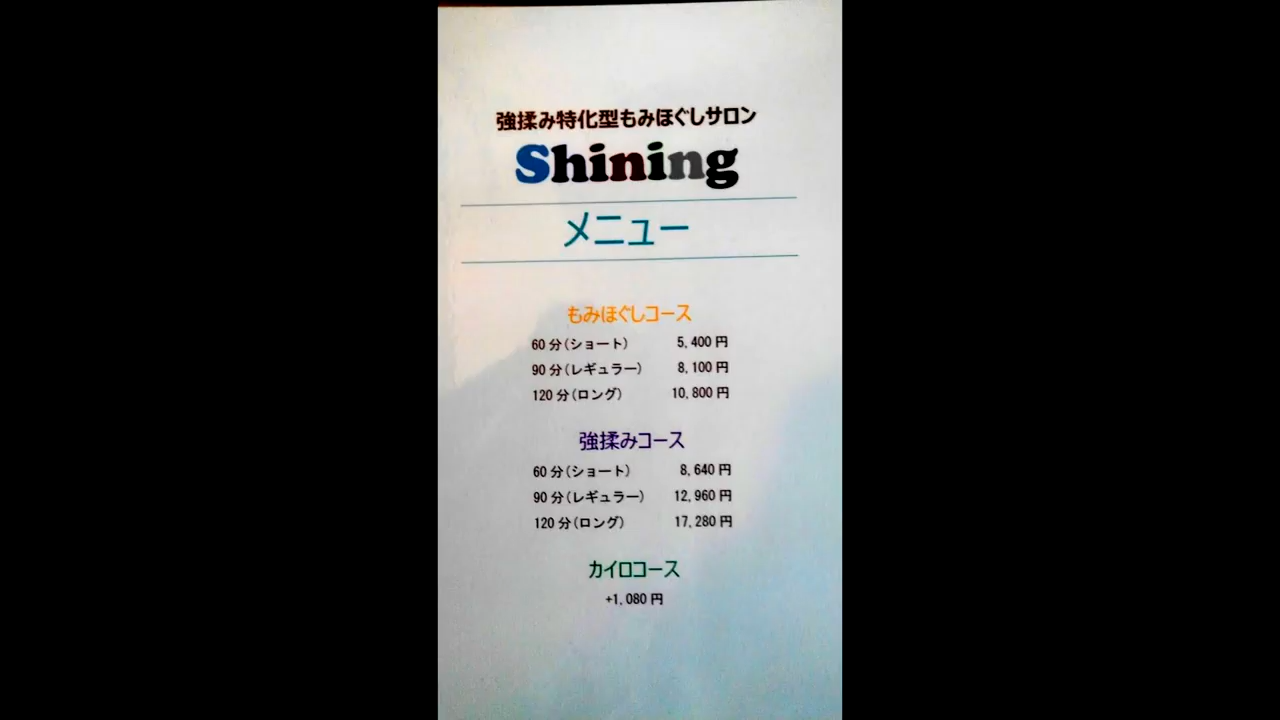 強揉み特化型もみほぐしサロン
Shining
メニュー
もみほぐしコース
60分(ショート) 5,400円
90分(レギュラー) 8,100円
120分(ロング) 10,800円
強揉みコース
60分(ショート) 8,640円
90分(レギュラー) 12,960円
120分(ロング) 17,280円
カイロコース
+1,080円